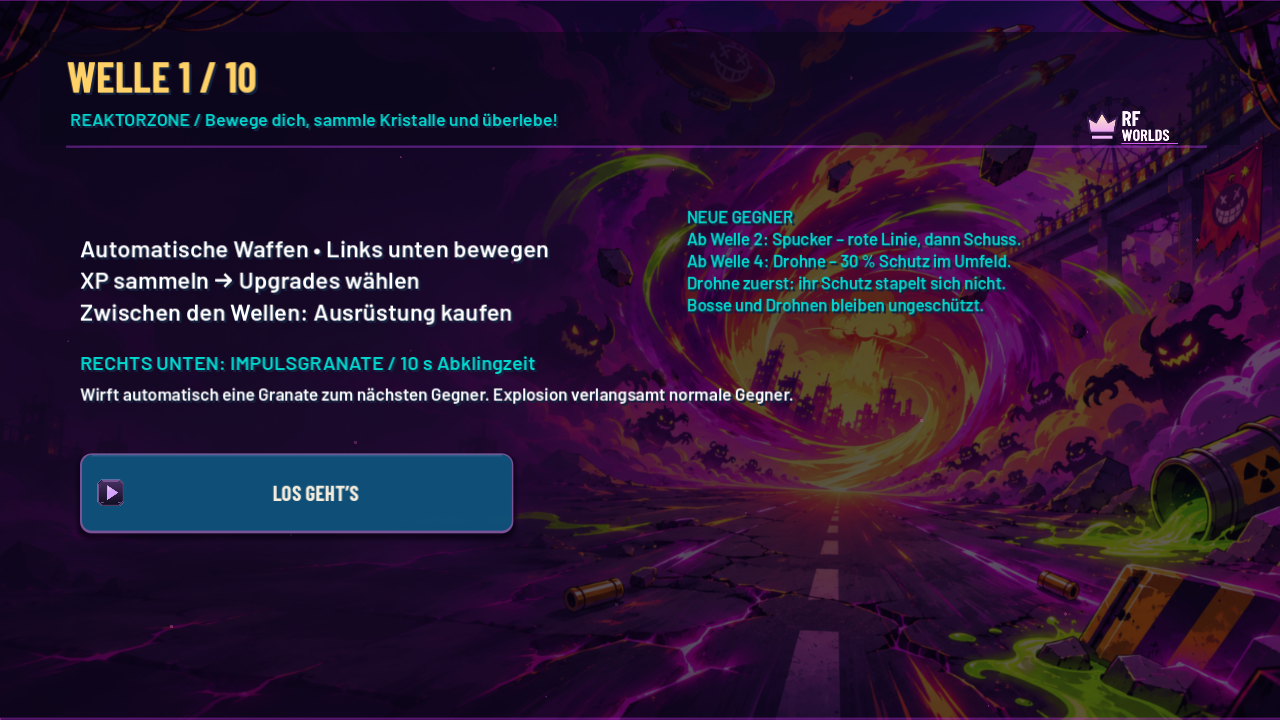 WELLE 1 / 10
REAKTORZONE / Bewege dich, sammle Kristalle und überlebe!
RF
WORLDS
Automatische Waffen • Links unten bewegen
XP sammeln → Upgrades wählen
Zwischen den Wellen: Ausrüstung kaufen
NEUE GEGNER
Ab Welle 2: Spucker – rote Linie, dann Schuss.
Ab Welle 4: Drohne – 30 % Schutz im Umfeld.
Drohne zuerst: ihr Schutz stapelt sich nicht.
Bosse und Drohnen bleiben ungeschützt.
RECHTS UNTEN: IMPULSGRANATE / 10 s Abklingzeit
Wirft automatisch eine Granate zum nächsten Gegner. Explosion verlangsamt normale Gegner.
LOS GEHT'S